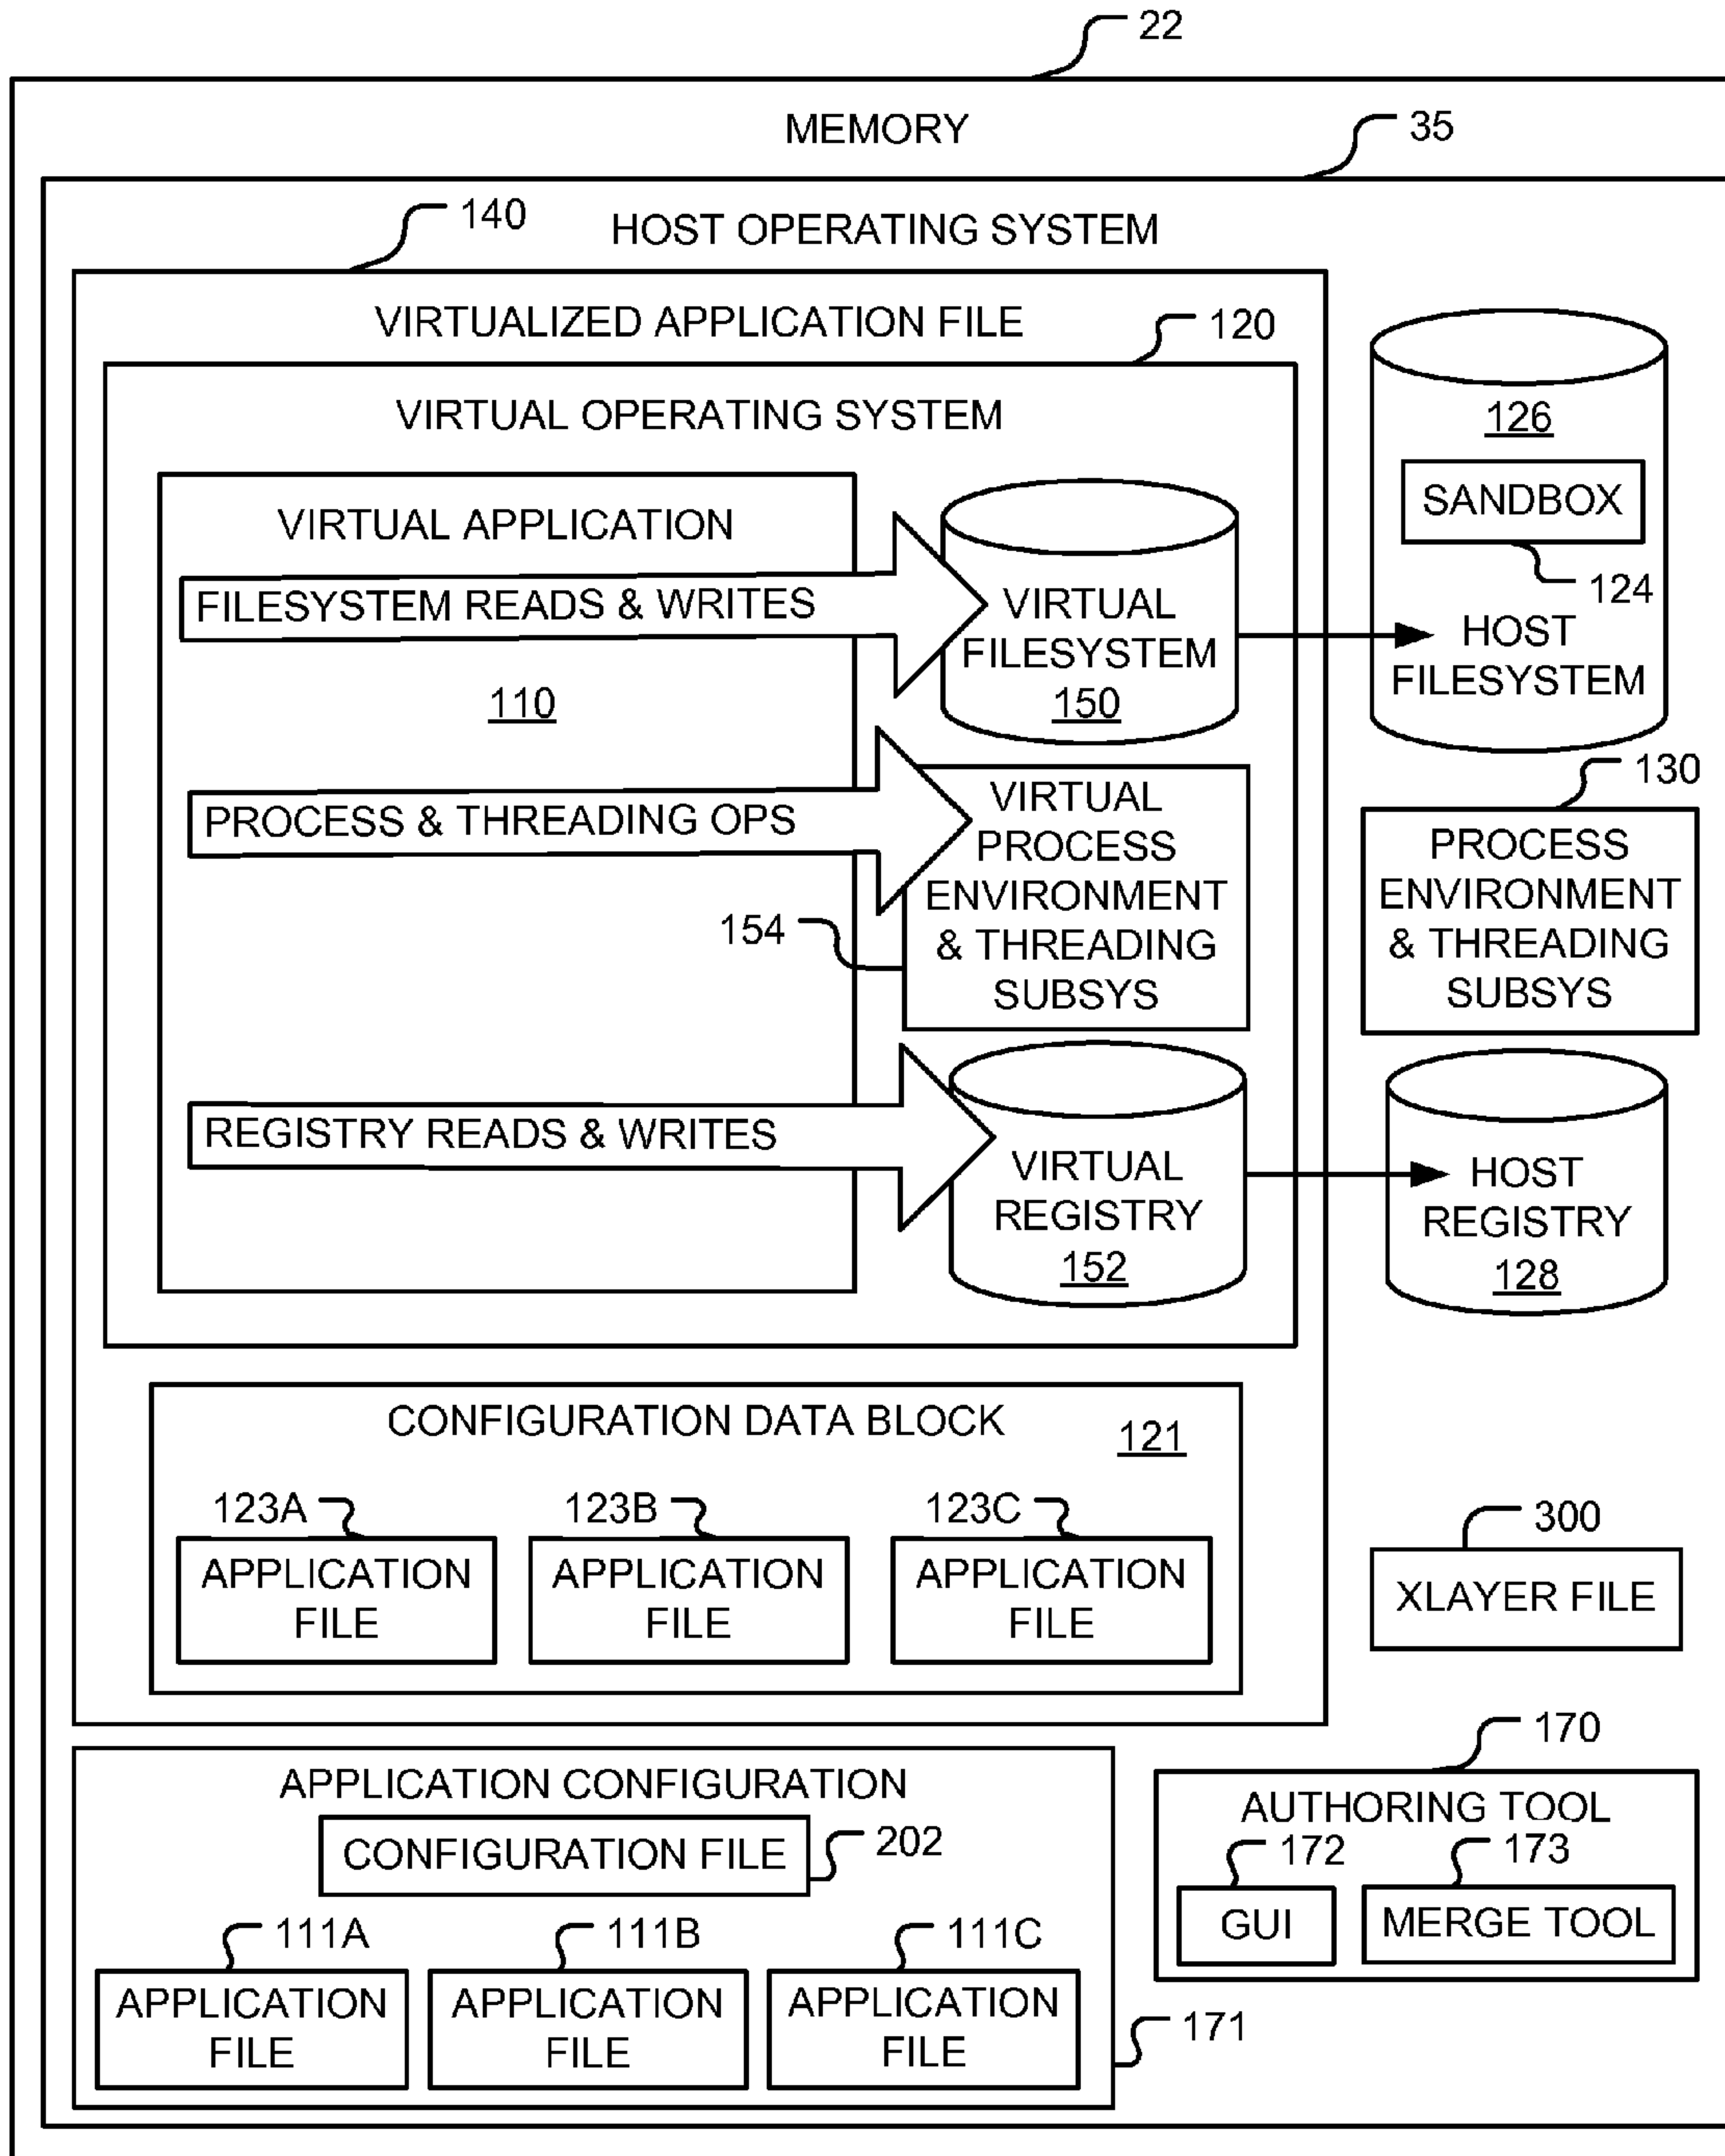 22
MEMORY
35
140
HOST OPERATING SYSTEM
VIRTUALIZED APPLICATION FILE
120
VIRTUAL OPERATING SYSTEM
126
SANDBOX
124
HOST
FILESYSTEM
VIRTUAL APPLICATION
FILESYSTEM READS & WRITES
VIRTUAL
FILESYSTEM
150
110
PROCESS & THREADING OPS
VIRTUAL
PROCESS
ENVIRONMENT
& THREADING
SUBSYS
154
130
PROCESS
ENVIRONMENT
& THREADING
SUBSYS
REGISTRY READS & WRITES
VIRTUAL
REGISTRY
152
HOST
REGISTRY
128
CONFIGURATION DATA BLOCK
121
123A
123B
123C
APPLICATION
FILE
APPLICATION
FILE
APPLICATION
FILE
300
XLAYER FILE
170
APPLICATION CONFIGURATION
CONFIGURATION FILE
202
AUTHORING TOOL
172
173
GUI
MERGE TOOL
111A
111B
111C
APPLICATION
FILE
APPLICATION
FILE
APPLICATION
FILE
171